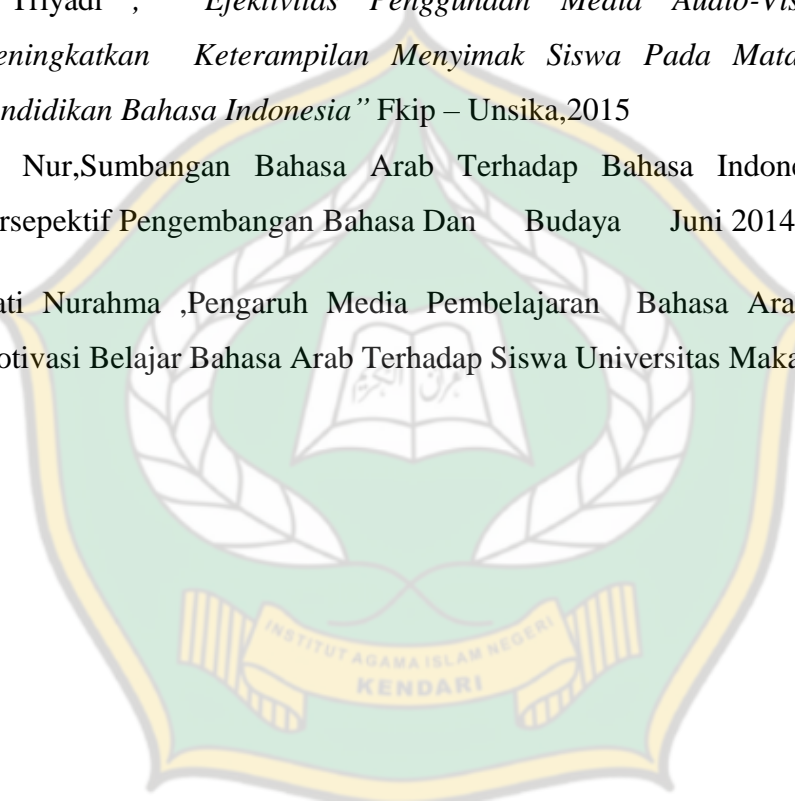 Triyadi , “Efektivitas Penggunaan Media Audio-Vis
eningkatkan Keterampilan Menyimak Siswa Pada Mata
ndidikan Bahasa Indonesia” Fkip – Unsika,2015
Nur,Sumbangan Bahasa Arab Terhadap Bahasa Indone
rsepektif Pengembangan Bahasa Dan Budaya Juni 2014
ati Nurahma ,Pengaruh Media Pembelajaran Bahasa Ara
otivasi Belajar Bahasa Arab Terhadap Siswa Universitas Maka
INSTITUT AGAMA ISLAM NEGERI
KENDARI